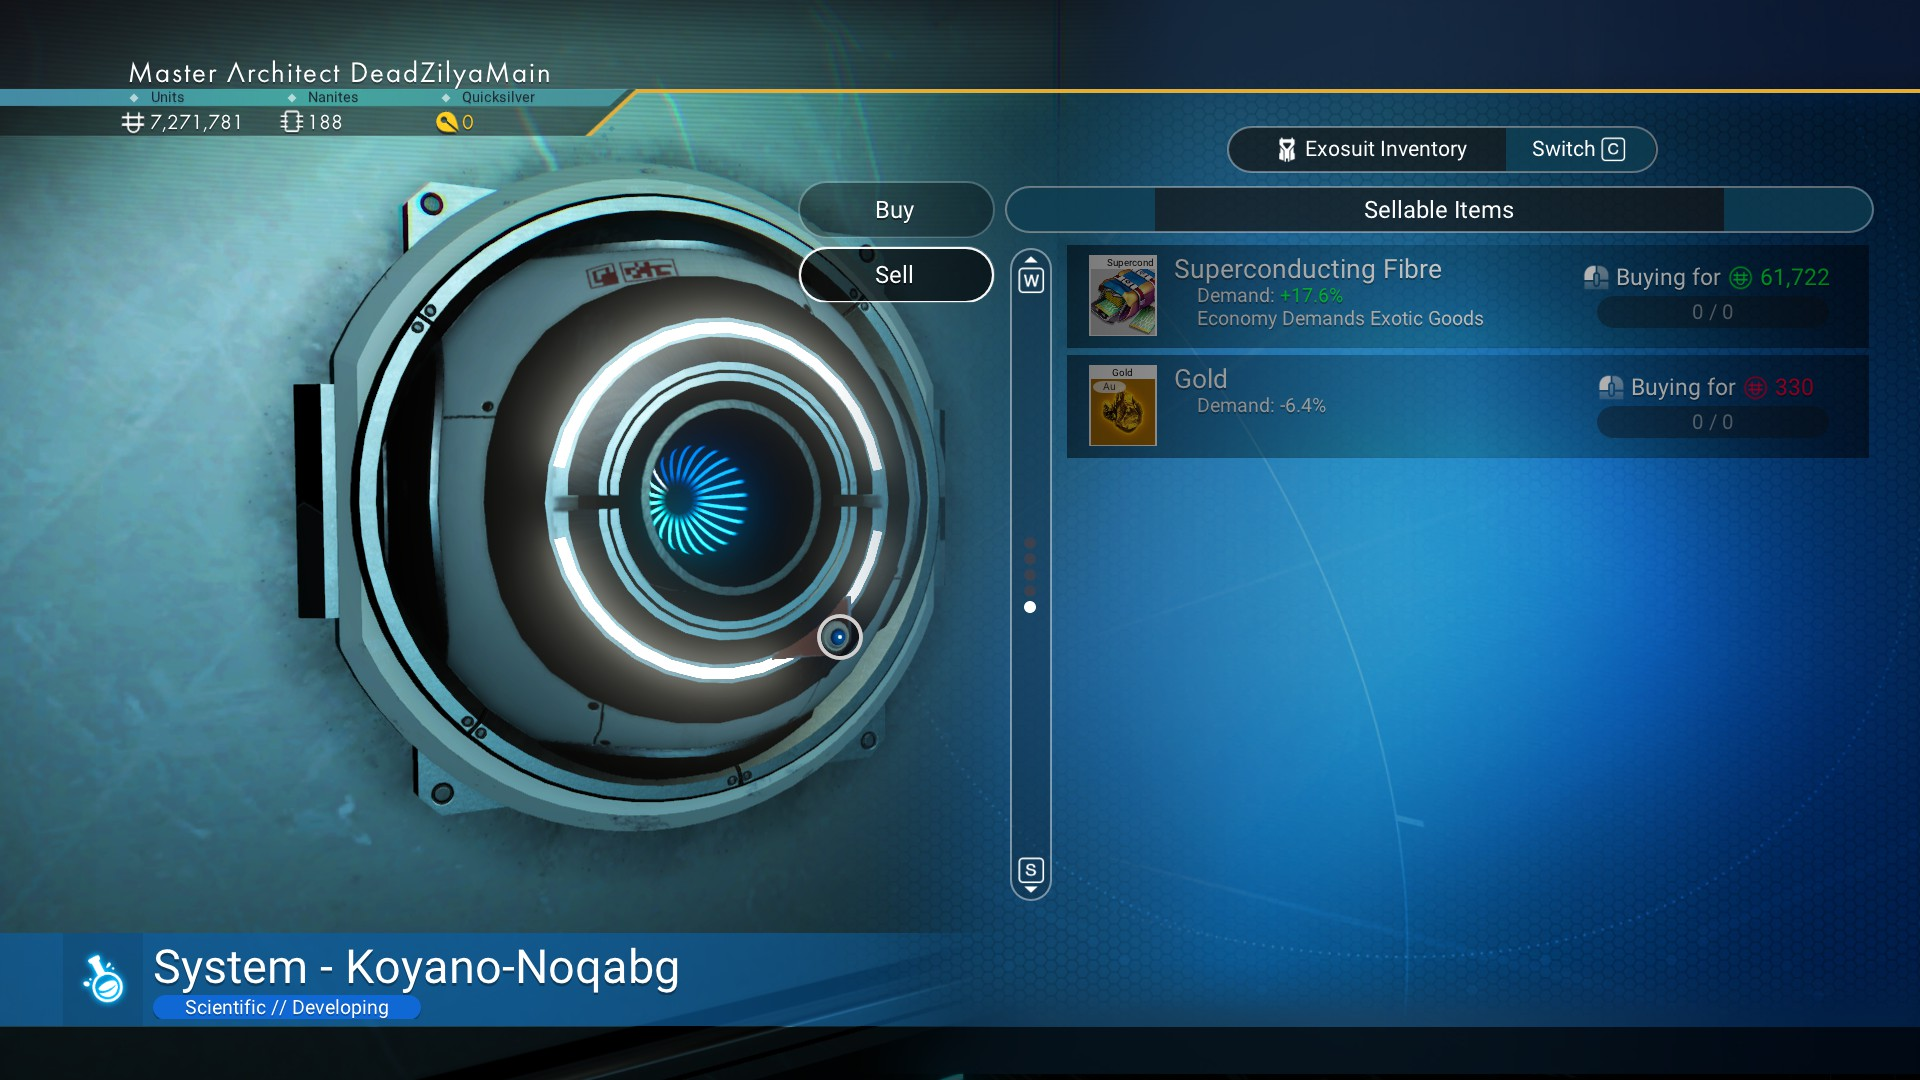 Master Architect DeadZilyaMain
Units
Nanites
Quicksilver
7,271,781
188
0
Exosuit Inventory
Switch C
Buy
Sell
Sellable Items
W
Supercond
Superconducting Fibre
Demand: +17.6%
Economy Demands Exotic Goods
Buying for 61,722
0 / 0
Gold
Au
Gold
Demand: -6.4%
Buying for 330
0 / 0
S
System - Koyano-Noqabg
Scientific // Developing